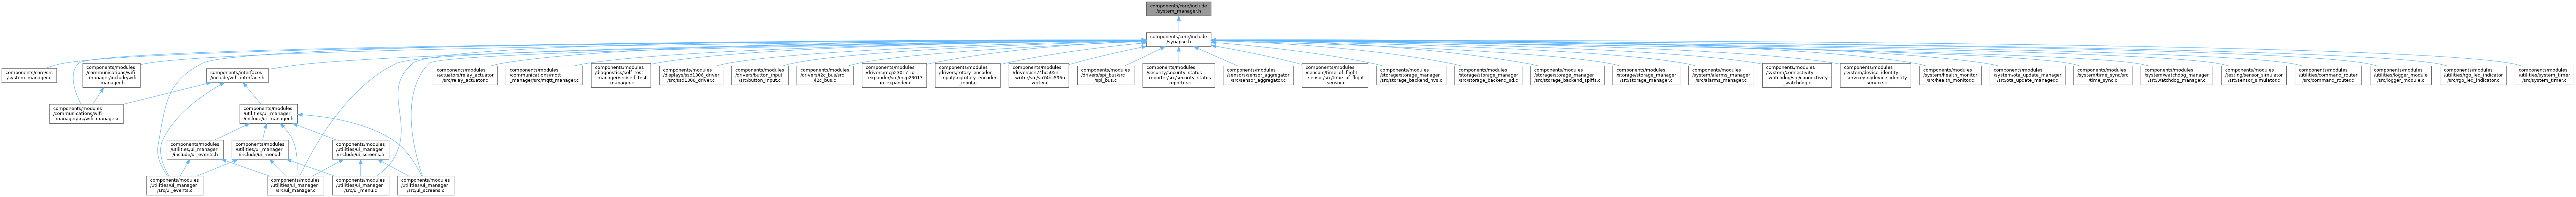 components/core/include
/system_manager.h
components/core/include
/synapse.h
components/core/src
/system_manager.c
components/modules
/communications/wifi
_manager/include/wifi
_manager.h
components/interfaces
/include/wifi_interface.h
components/modules
/actuators/relay_actuator
/src/relay_actuator.c
components/modules
/communications/mqtt
_manager/src/mqtt_manager.c
components/modules
/diagnostics/self_test
_manager/src/self_test
_manager.c
components/modules
/displays/ssd1306_driver
/src/ssd1306_driver.c
components/modules
/drivers/button_input
/src/button_input.c
components/modules
/drivers/i2c_bus/src
/i2c_bus.c
components/modules
/drivers/mcp23017_io
_expander/src/mcp23017
_io_expander.c
components/modules
/drivers/rotary_encoder
_input/src/rotary_encoder
_input.c
components/modules
/drivers/sn74hc595n
_writer/src/sn74hc595n
_writer.c
components/modules
/drivers/spi_bus/src
/spi_bus.c
components/modules
/security/security_status
_reporter/src/security_status
_reporter.c
components/modules
/sensors/sensor_aggregator
/src/sensor_aggregator.c
components/modules
/sensors/time_of_flight
_sensor/src/time_of_flight
_sensor.c
components/modules
/storage/storage_manager
/src/storage_backend_nvs.c
components/modules
/storage/storage_manager
/src/storage_backend_sd.c
components/modules
/storage/storage_manager
/src/storage_backend_spiffs.c
components/modules
/storage/storage_manager
/src/storage_manager.c
components/modules
/system/alarms_manager
/src/alarms_manager.c
components/modules
/system/connectivity
_watchdog/src/connectivity
_watchdog.c
components/modules
/system/device_identity
_service/src/device_identity
_service.c
components/modules
/system/health_monitor
/src/health_monitor.c
components/modules
/system/ota_update_manager
/src/ota_update_manager.c
components/modules
/system/time_sync/src
/time_sync.c
components/modules
/system/watchdog_manager
/src/watchdog_manager.c
components/modules
/testing/sensor_simulator
/src/sensor_simulator.c
components/modules
/utilities/command_router
/src/command_router.c
components/modules
/utilities/logger_module
/src/logger_module.c
components/modules
/utilities/rgb_led_indicator
/src/rgb_led_indicator.c
components/modules
/utilities/system_timer
/src/system_timer.c
components/modules
/communications/wifi
_manager/src/wifi_manager.c
components/modules
/utilities/ui_manager
/include/ui_manager.h
components/modules
/utilities/ui_manager
/include/ui_events.h
components/modules
/utilities/ui_manager
/include/ui_menu.h
components/modules
/utilities/ui_manager
/include/ui_screens.h
components/modules
/utilities/ui_manager
/src/ui_events.c
components/modules
/utilities/ui_manager
/src/ui_manager.c
components/modules
/utilities/ui_manager
/src/ui_menu.c
components/modules
/utilities/ui_manager
/src/ui_screens.c